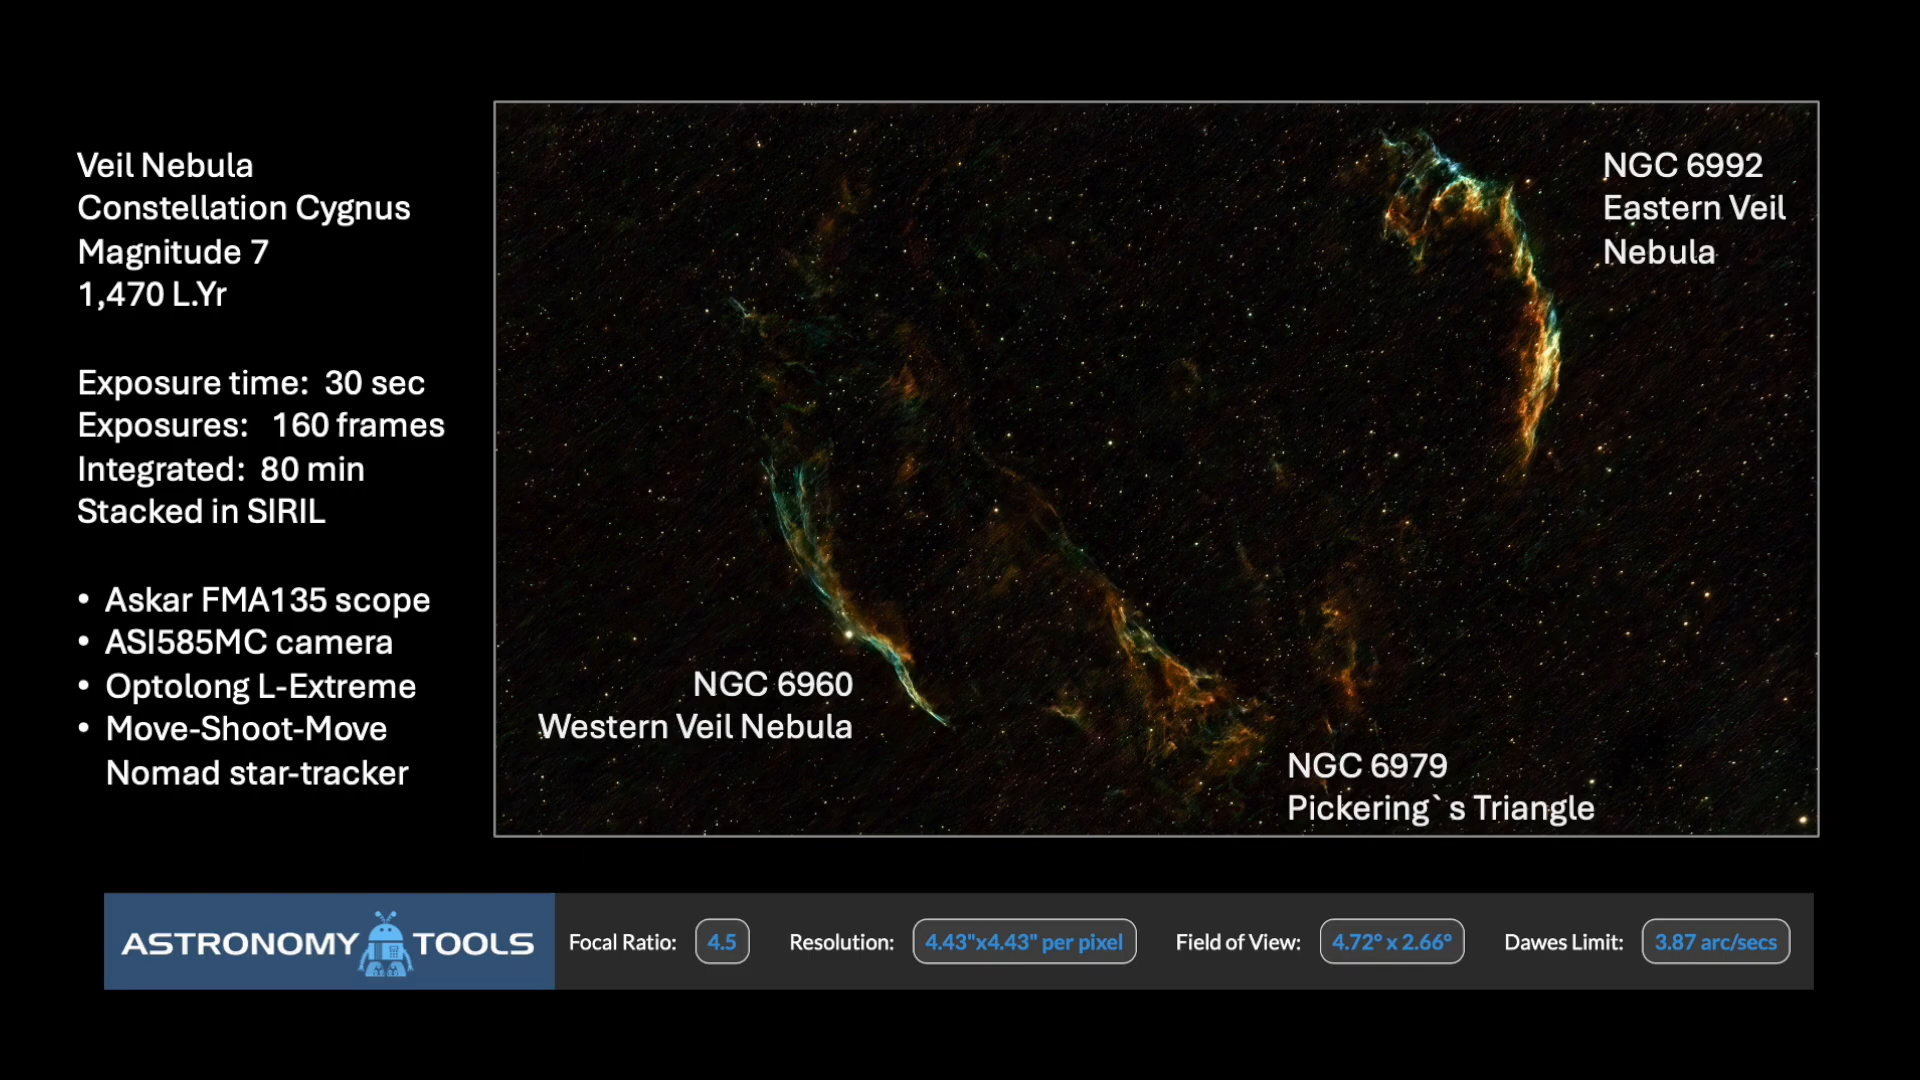 Veil Nebula
Constellation Cygnus
Magnitude 7
1,470 L.Yr
Exposure time: 30 sec
Exposures: 160 frames
Integrated: 80 min
Stacked in SIRIL
• Askar FMA135 scope
• ASI585MC camera
• Optolong L-Extreme
• Move-Shoot-Move
Nomad star-tracker
NGC 6992
Eastern Veil
Nebula
NGC 6960
Western Veil Nebula
NGC 6979
Pickering`s Triangle
ASTRONOMY TOOLS
Focal Ratio: 4.5 Resolution: 4.43"x4.43" per pixel Field of View: 4.72° x 2.66° Dawes Limit: 3.87 arc/secs